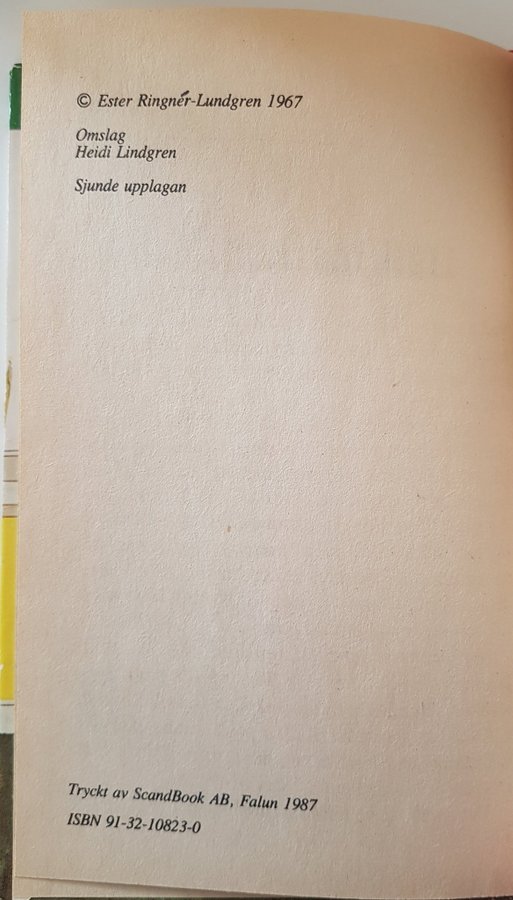 © Ester Ringnér-Lundgren 1967
Omslag
Heidi Lindgren
Sjunde upplagan
Tryckt av ScandBook AB, Falun 1987
ISBN 91-32-10823-0